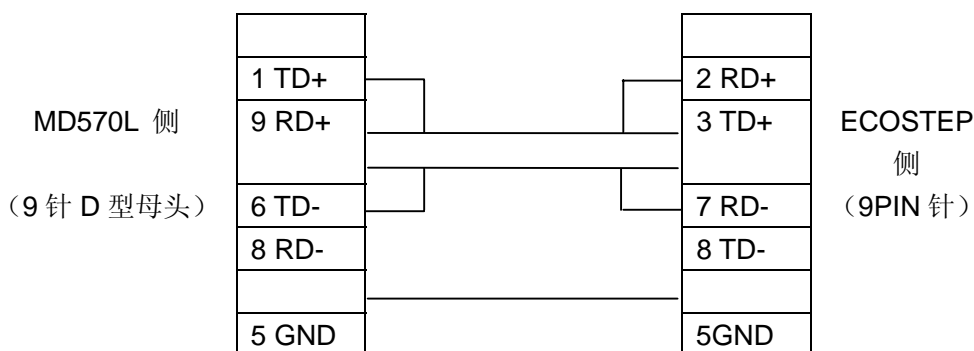 1 TD+
2 RD+
MD570L 侧
9 RD+
3 TD+
ECOSTEP
侧
（9 针 D 型母头）
6 TD-
7 RD-
（9PIN 针）
8 RD-
8 TD-
5 GND
5GND